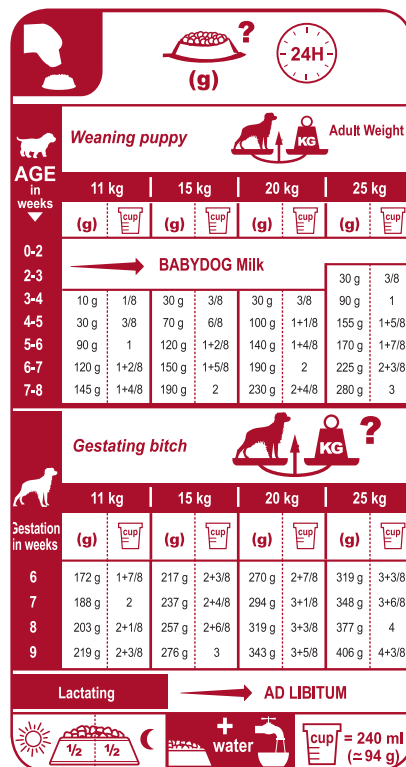 ?
(g)
24H
Weaning puppy
KG
Adult Weight
AGE
in
weeks
11 kg 15 kg 20 kg 25 kg
(g) cup (g) cup (g) cup (g) cup
0-2
BABYDOG Milk
2-3 30 g 3/8
3-4 10 g 1/8 30 g 3/8 30 g 3/8 90 g 1
4-5 30 g 3/8 70 g 6/8 100 g 1+1/8 155 g 1+5/8
5-6 90 g 1 120 g 1+2/8 140 g 1+4/8 170 g 1+7/8
6-7 120 g 1+2/8 150 g 1+5/8 190 g 2 225 g 2+3/8
7-8 145 g 1+4/8 190 g 2 230 g 2+4/8 280 g 3
Gestating bitch
KG ?
11 kg 15 kg 20 kg 25 kg
Gestation
in weeks
(g) cup (g) cup (g) cup (g) cup
6 172 g 1+7/8 217 g 2+3/8 270 g 2+7/8 319 g 3+3/8
7 188 g 2 237 g 2+4/8 294 g 3+1/8 348 g 3+6/8
8 203 g 2+1/8 257 g 2+6/8 319 g 3+3/8 377 g 4
9 219 g 2+3/8 276 g 3 343 g 3+5/8 406 g 4+3/8
Lactating AD LIBITUM
1/2 1/2
+
water
cup = 240 ml
(≃ 94 g)